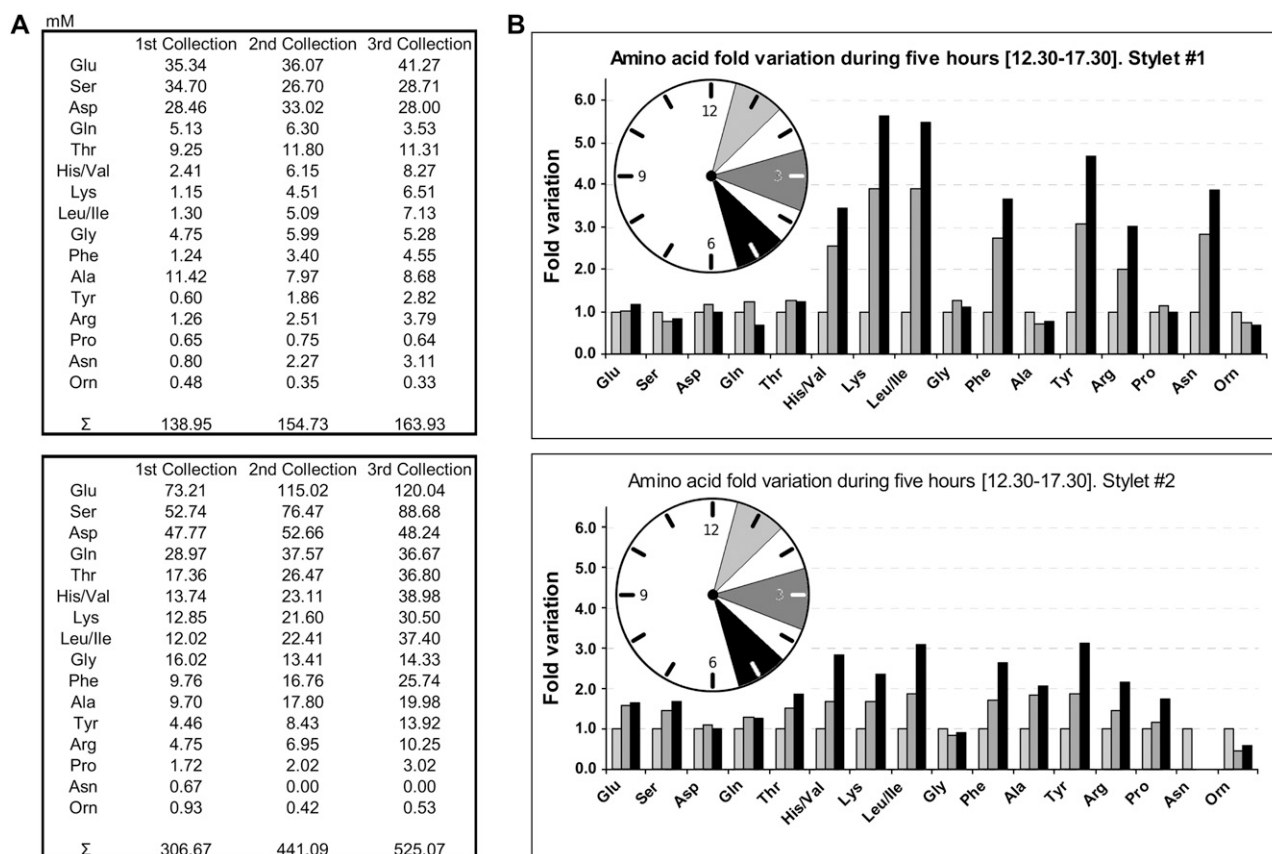 A
mM
1st Collection 2nd Collection 3rd Collection
Glu 35.34 36.07 41.27
Ser 34.70 26.70 28.71
Asp 28.46 33.02 28.00
Gln 5.13 6.30 3.53
Thr 9.25 11.80 11.31
His/Val 2.41 6.15 8.27
Lys 1.15 4.51 6.51
Leu/Ile 1.30 5.09 7.13
Gly 4.75 5.99 5.28
Phe 1.24 3.40 4.55
Ala 11.42 7.97 8.68
Tyr 0.60 1.86 2.82
Arg 1.26 2.51 3.79
Pro 0.65 0.75 0.64
Asn 0.80 2.27 3.11
Orn 0.48 0.35 0.33
Σ 138.95 154.73 163.93
1st Collection 2nd Collection 3rd Collection
Glu 73.21 115.02 120.04
Ser 52.74 76.47 88.68
Asp 47.77 52.66 48.24
Gln 28.97 37.57 36.67
Thr 17.36 26.47 36.80
His/Val 13.74 23.11 38.98
Lys 12.85 21.60 30.50
Leu/Ile 12.02 22.41 37.40
Gly 16.02 13.41 14.33
Phe 9.76 16.76 25.74
Ala 9.70 17.80 19.98
Tyr 4.46 8.43 13.92
Arg 4.75 6.95 10.25
Pro 1.72 2.02 3.02
Asn 0.67 0.00 0.00
Orn 0.93 0.42 0.53
Σ 306.67 441.09 525.07
B
Amino acid fold variation during five hours [12.30-17.30]. Stylet #1
Fold variation
6.0
5.0
4.0
3.0
2.0
1.0
0.0
12
3
6
9
Glu Ser Asp Gln Thr His/Val Lys Leu/Ile Gly Phe Ala Tyr Arg Pro Asn Orn
Amino acid fold variation during five hours [12.30-17.30]. Stylet #2
Fold variation
6.0
5.0
4.0
3.0
2.0
1.0
0.0
12
3
6
9
Glu Ser Asp Gln Thr His/Val Lys Leu/Ile Gly Phe Ala Tyr Arg Pro Asn Orn